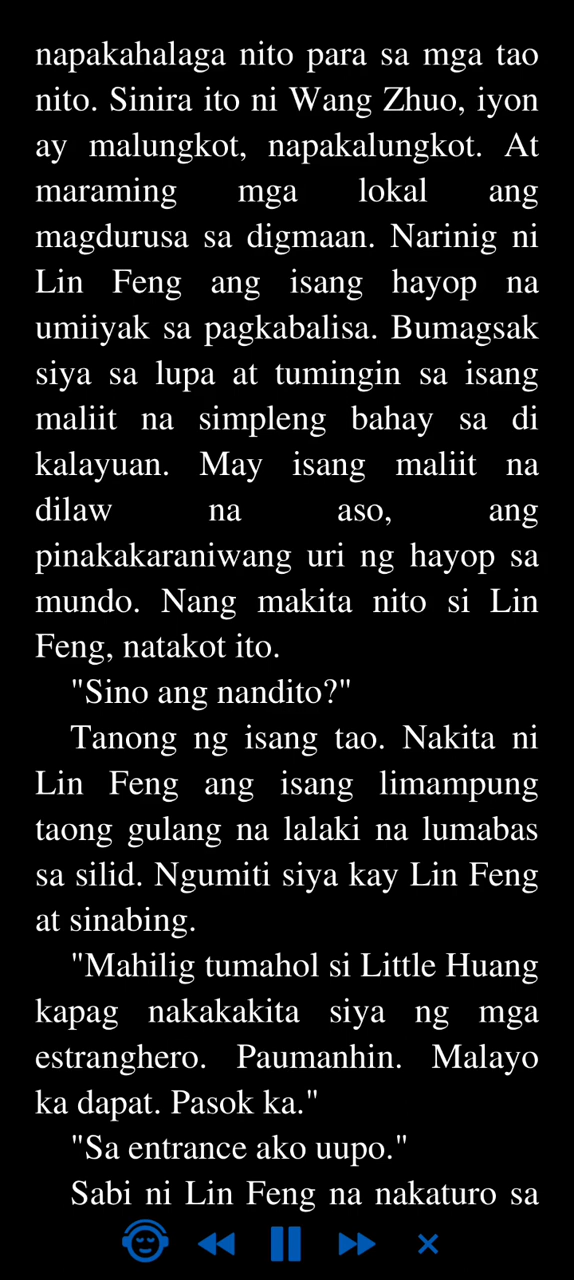 napakahalaga nito para sa mga tao
nito. Sinira ito ni Wang Zhuo, iyon
ay malungkot, napakalungkot. At
maraming mga lokal ang
magdurusa sa digmaan. Narinig ni
Lin Feng ang isang hayop na
umiiyak sa pagkabalisa. Bumagsak
siya sa lupa at tumingin sa isang
maliit na simpleng bahay sa di
kalayuan. May isang maliit na
dilaw na aso, ang
pinakakaraniwang uri ng hayop sa
mundo. Nang makita nito si Lin
Feng, natakot ito.
"Sino ang nandito?"
Tanong ng isang tao. Nakita ni
Lin Feng ang isang limampung
taong gulang na lalaki na lumabas
sa silid. Ngumiti siya kay Lin Feng
at sinabing.
"Mahilig tumahol si Little Huang
kapag nakakakita siya ng mga
estranghero. Paumanhin. Malayo
ka dapat. Pasok ka."
"Sa entrance ako uupo."
Sabi ni Lin Feng na nakaturo sa